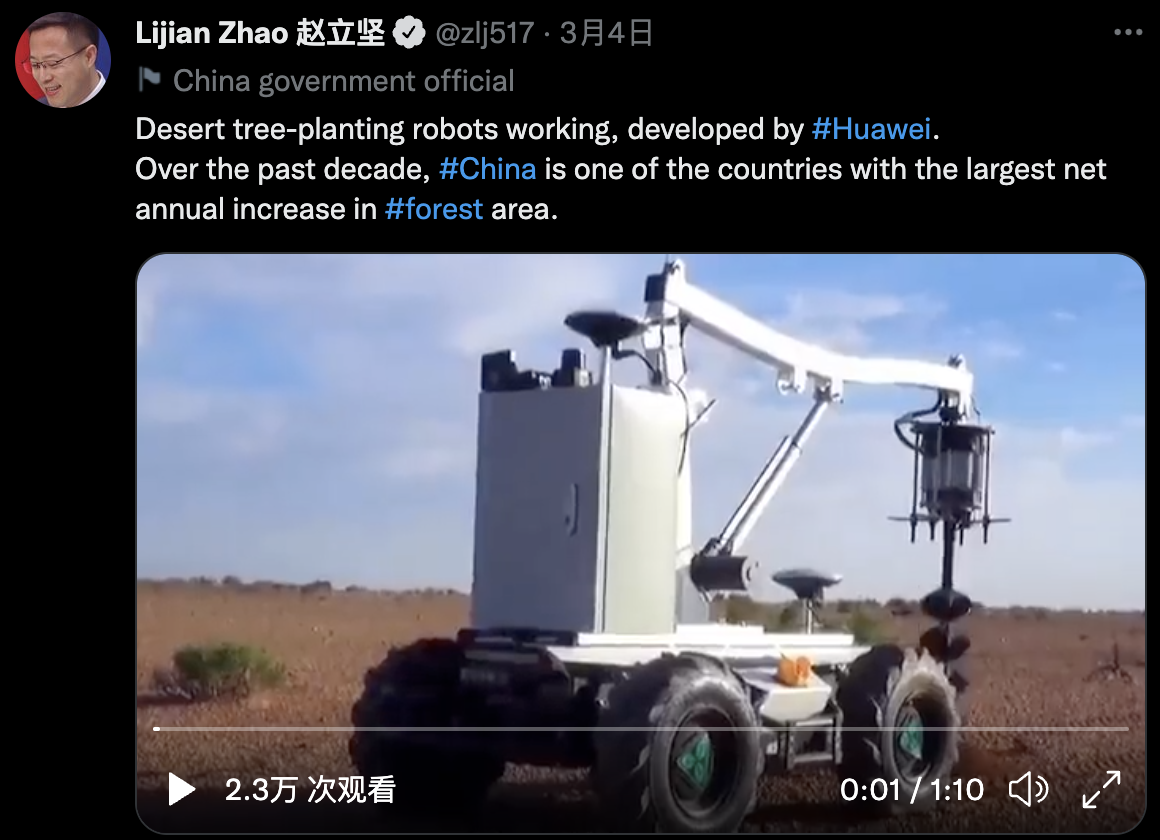 Lijian Zhao 赵立坚 @zlj517 · 3月4日
China government official
Desert tree-planting robots working, developed by #Huawei.
Over the past decade, #China is one of the countries with the largest net
annual increase in #forest area.
2.3万 次观看 0:01 / 1:10